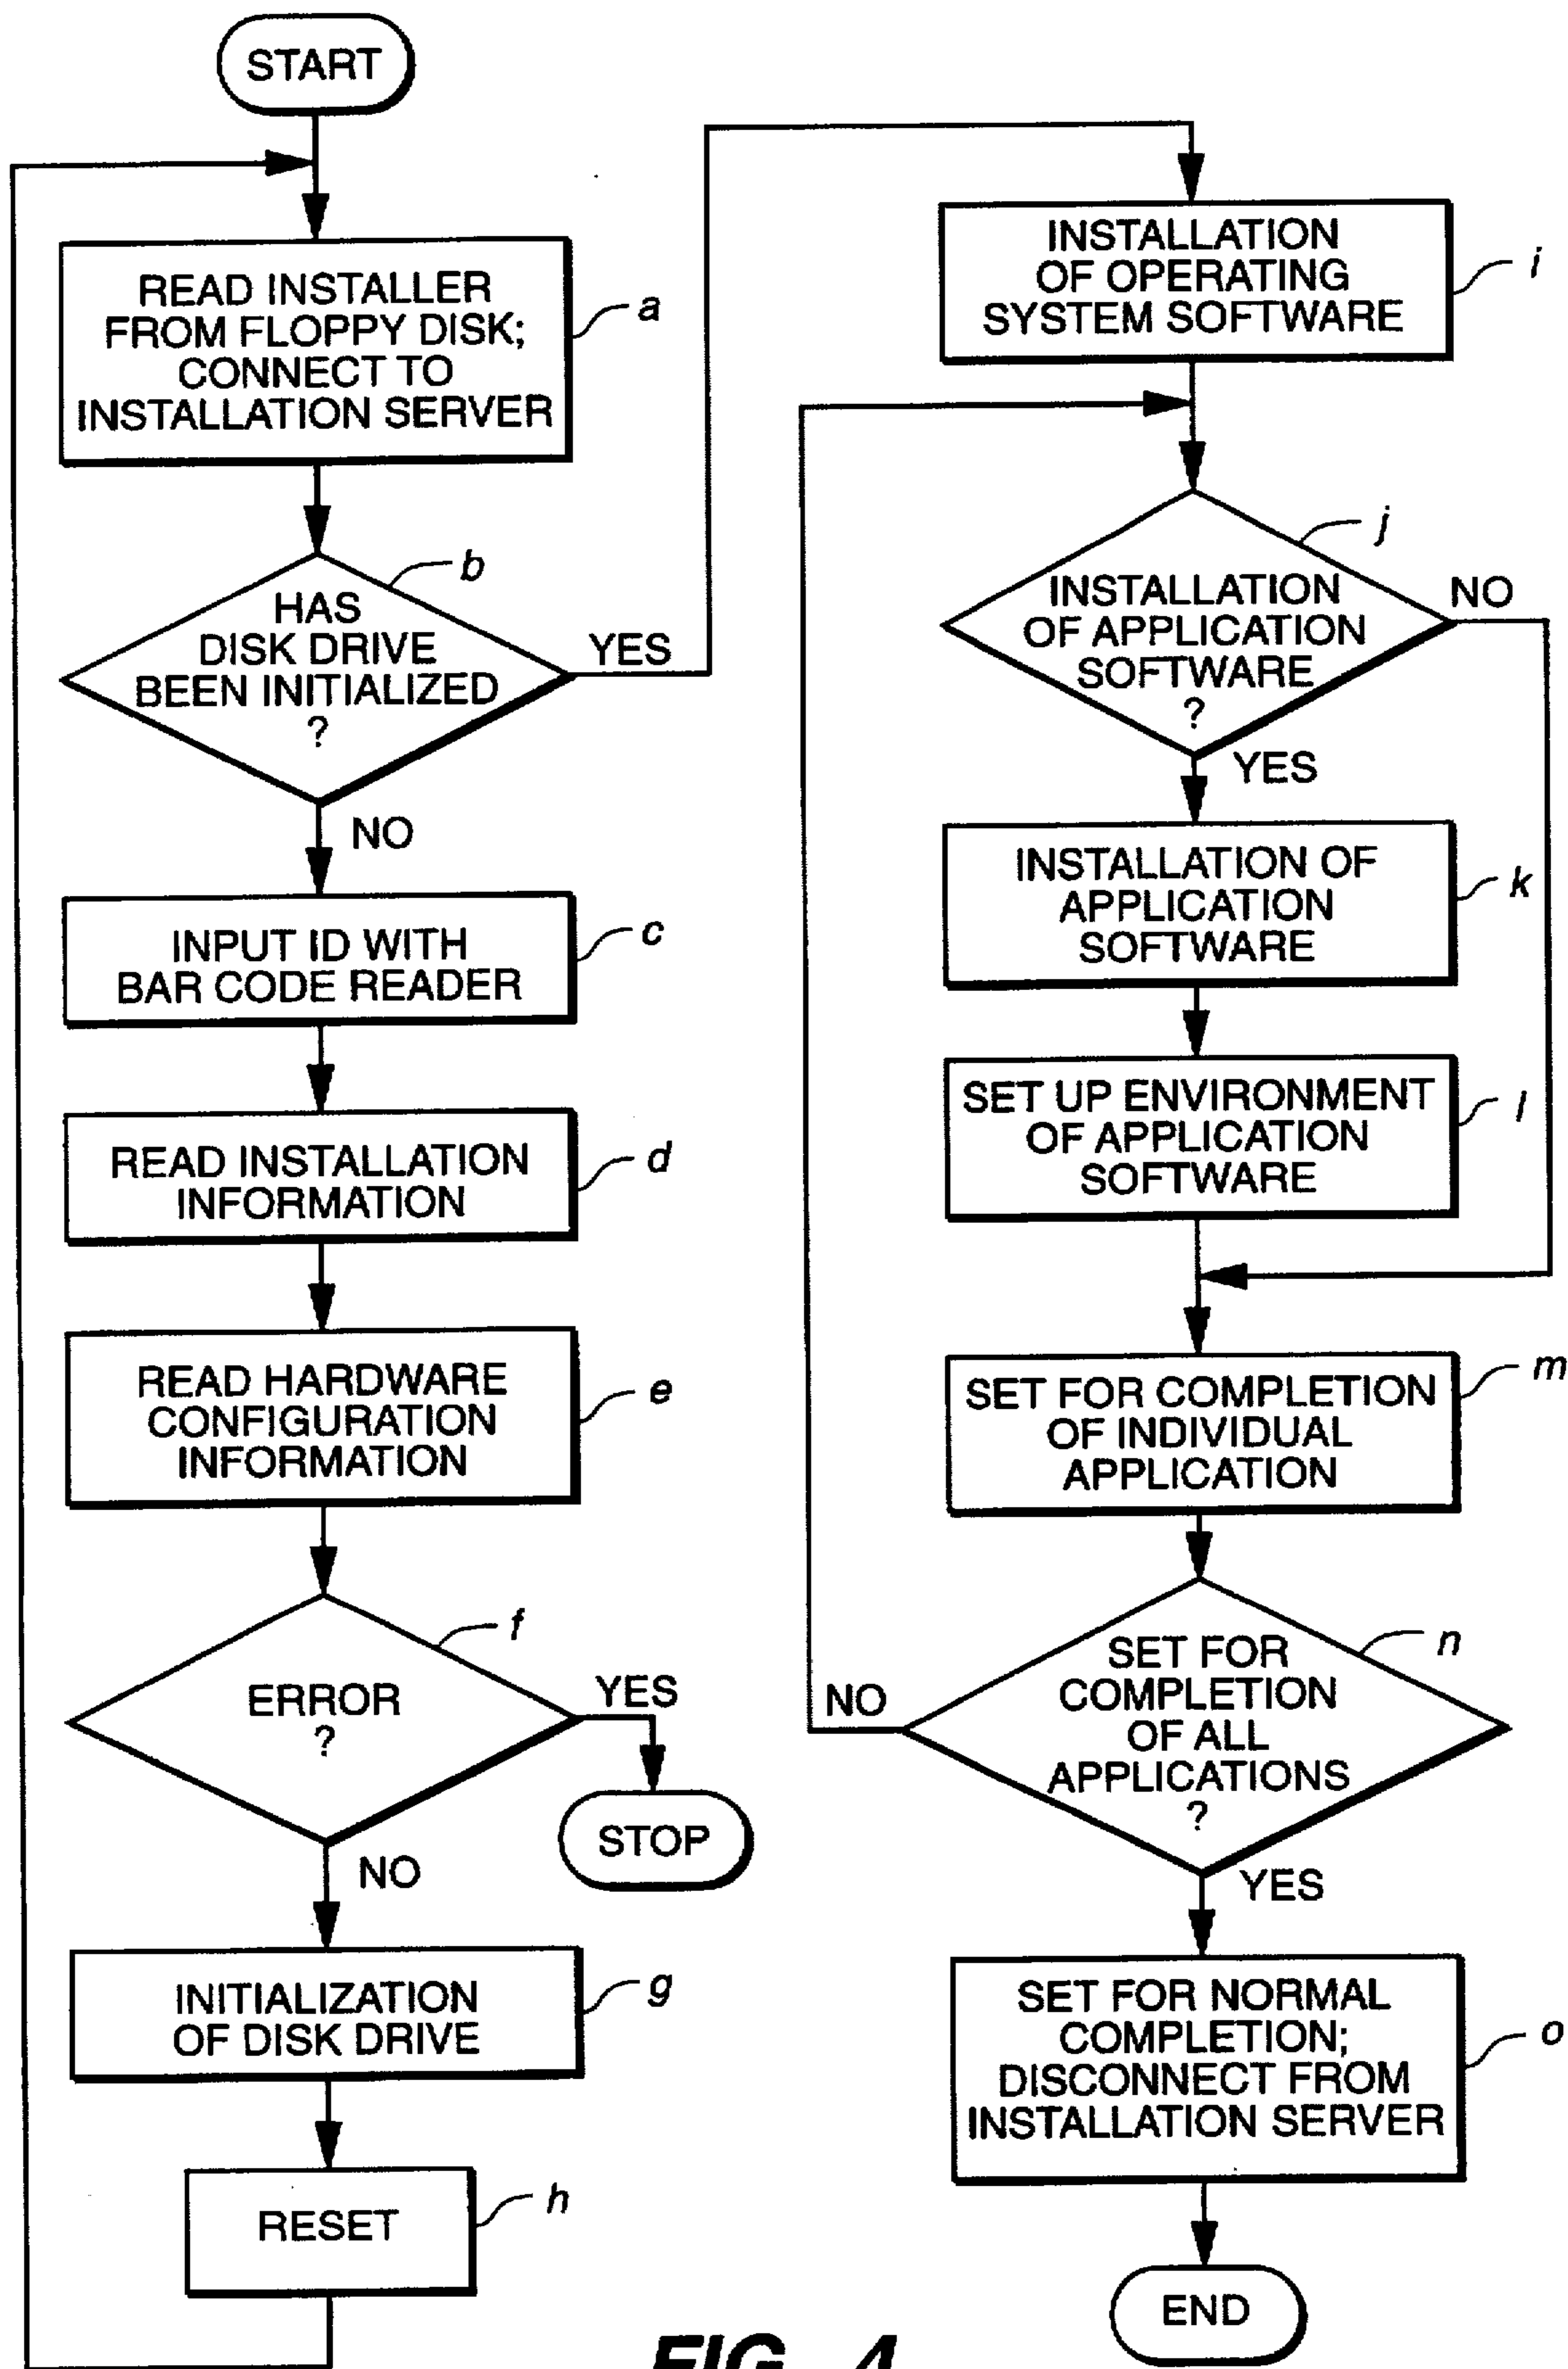 START
READ INSTALLER
FROM FLOPPY DISK;
CONNECT TO
INSTALLATION SERVER
a
b
HAS
DISK DRIVE
BEEN INITIALIZED
?
YES
NO
INPUT ID WITH
BAR CODE READER
c
READ INSTALLATION
INFORMATION
d
READ HARDWARE
CONFIGURATION
INFORMATION
e
f
ERROR
?
YES
STOP
NO
INITIALIZATION
OF DISK DRIVE
g
RESET
h
INSTALLATION
OF OPERATING
SYSTEM SOFTWARE
i
j
INSTALLATION
OF APPLICATION
SOFTWARE
?
NO
YES
INSTALLATION OF
APPLICATION
SOFTWARE
k
SET UP ENVIRONMENT
OF APPLICATION
SOFTWARE
l
SET FOR COMPLETION
OF INDIVIDUAL
APPLICATION
m
n
SET FOR
COMPLETION
OF ALL
APPLICATIONS
?
NO
YES
SET FOR NORMAL
COMPLETION;
DISCONNECT FROM
INSTALLATION SERVER
o
END
FIG. 4